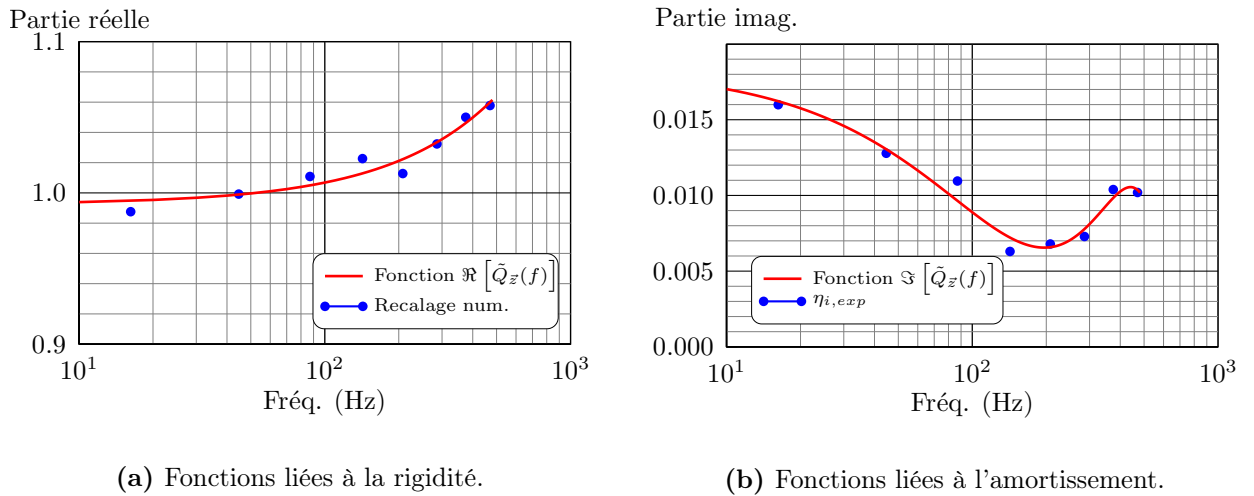 Partie réelle
1.1
1.0
0.9
10^1
10^2
10^3
Fréq. (Hz)
Fonction ℜ [Q̃_z⃗(f)]
Recalage num.
(a) Fonctions liées à la rigidité.
Partie imag.
0.015
0.010
0.005
0.000
10^1
10^2
10^3
Fréq. (Hz)
Fonction ℑ [Q̃_z⃗(f)]
η_{i,exp}
(b) Fonctions liées à l'amortissement.